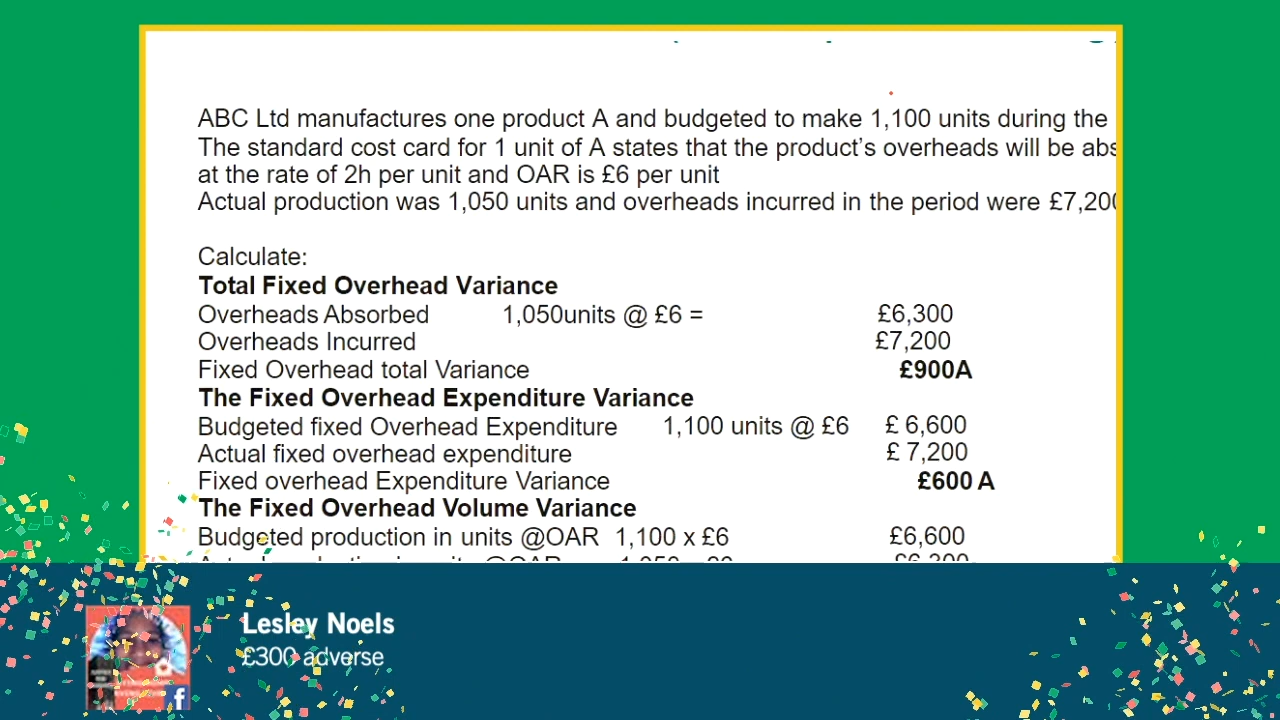 ABC Ltd manufactures one product A and budgeted to make 1,100 units during the
The standard cost card for 1 unit of A states that the product's overheads will be abs
at the rate of 2h per unit and OAR is £6 per unit
Actual production was 1,050 units and overheads incurred in the period were £7,200
Calculate:
Total Fixed Overhead Variance
Overheads Absorbed 1,050units @ £6 = £6,300
Overheads Incurred £7,200
Fixed Overhead total Variance £900A
The Fixed Overhead Expenditure Variance
Budgeted fixed Overhead Expenditure 1,100 units @ £6 £ 6,600
Actual fixed overhead expenditure £ 7,200
Fixed overhead Expenditure Variance £600 A
The Fixed Overhead Volume Variance
Budgeted production in units @OAR 1,100 x £6 £6,600
Lesley Noels
£300 adverse
f